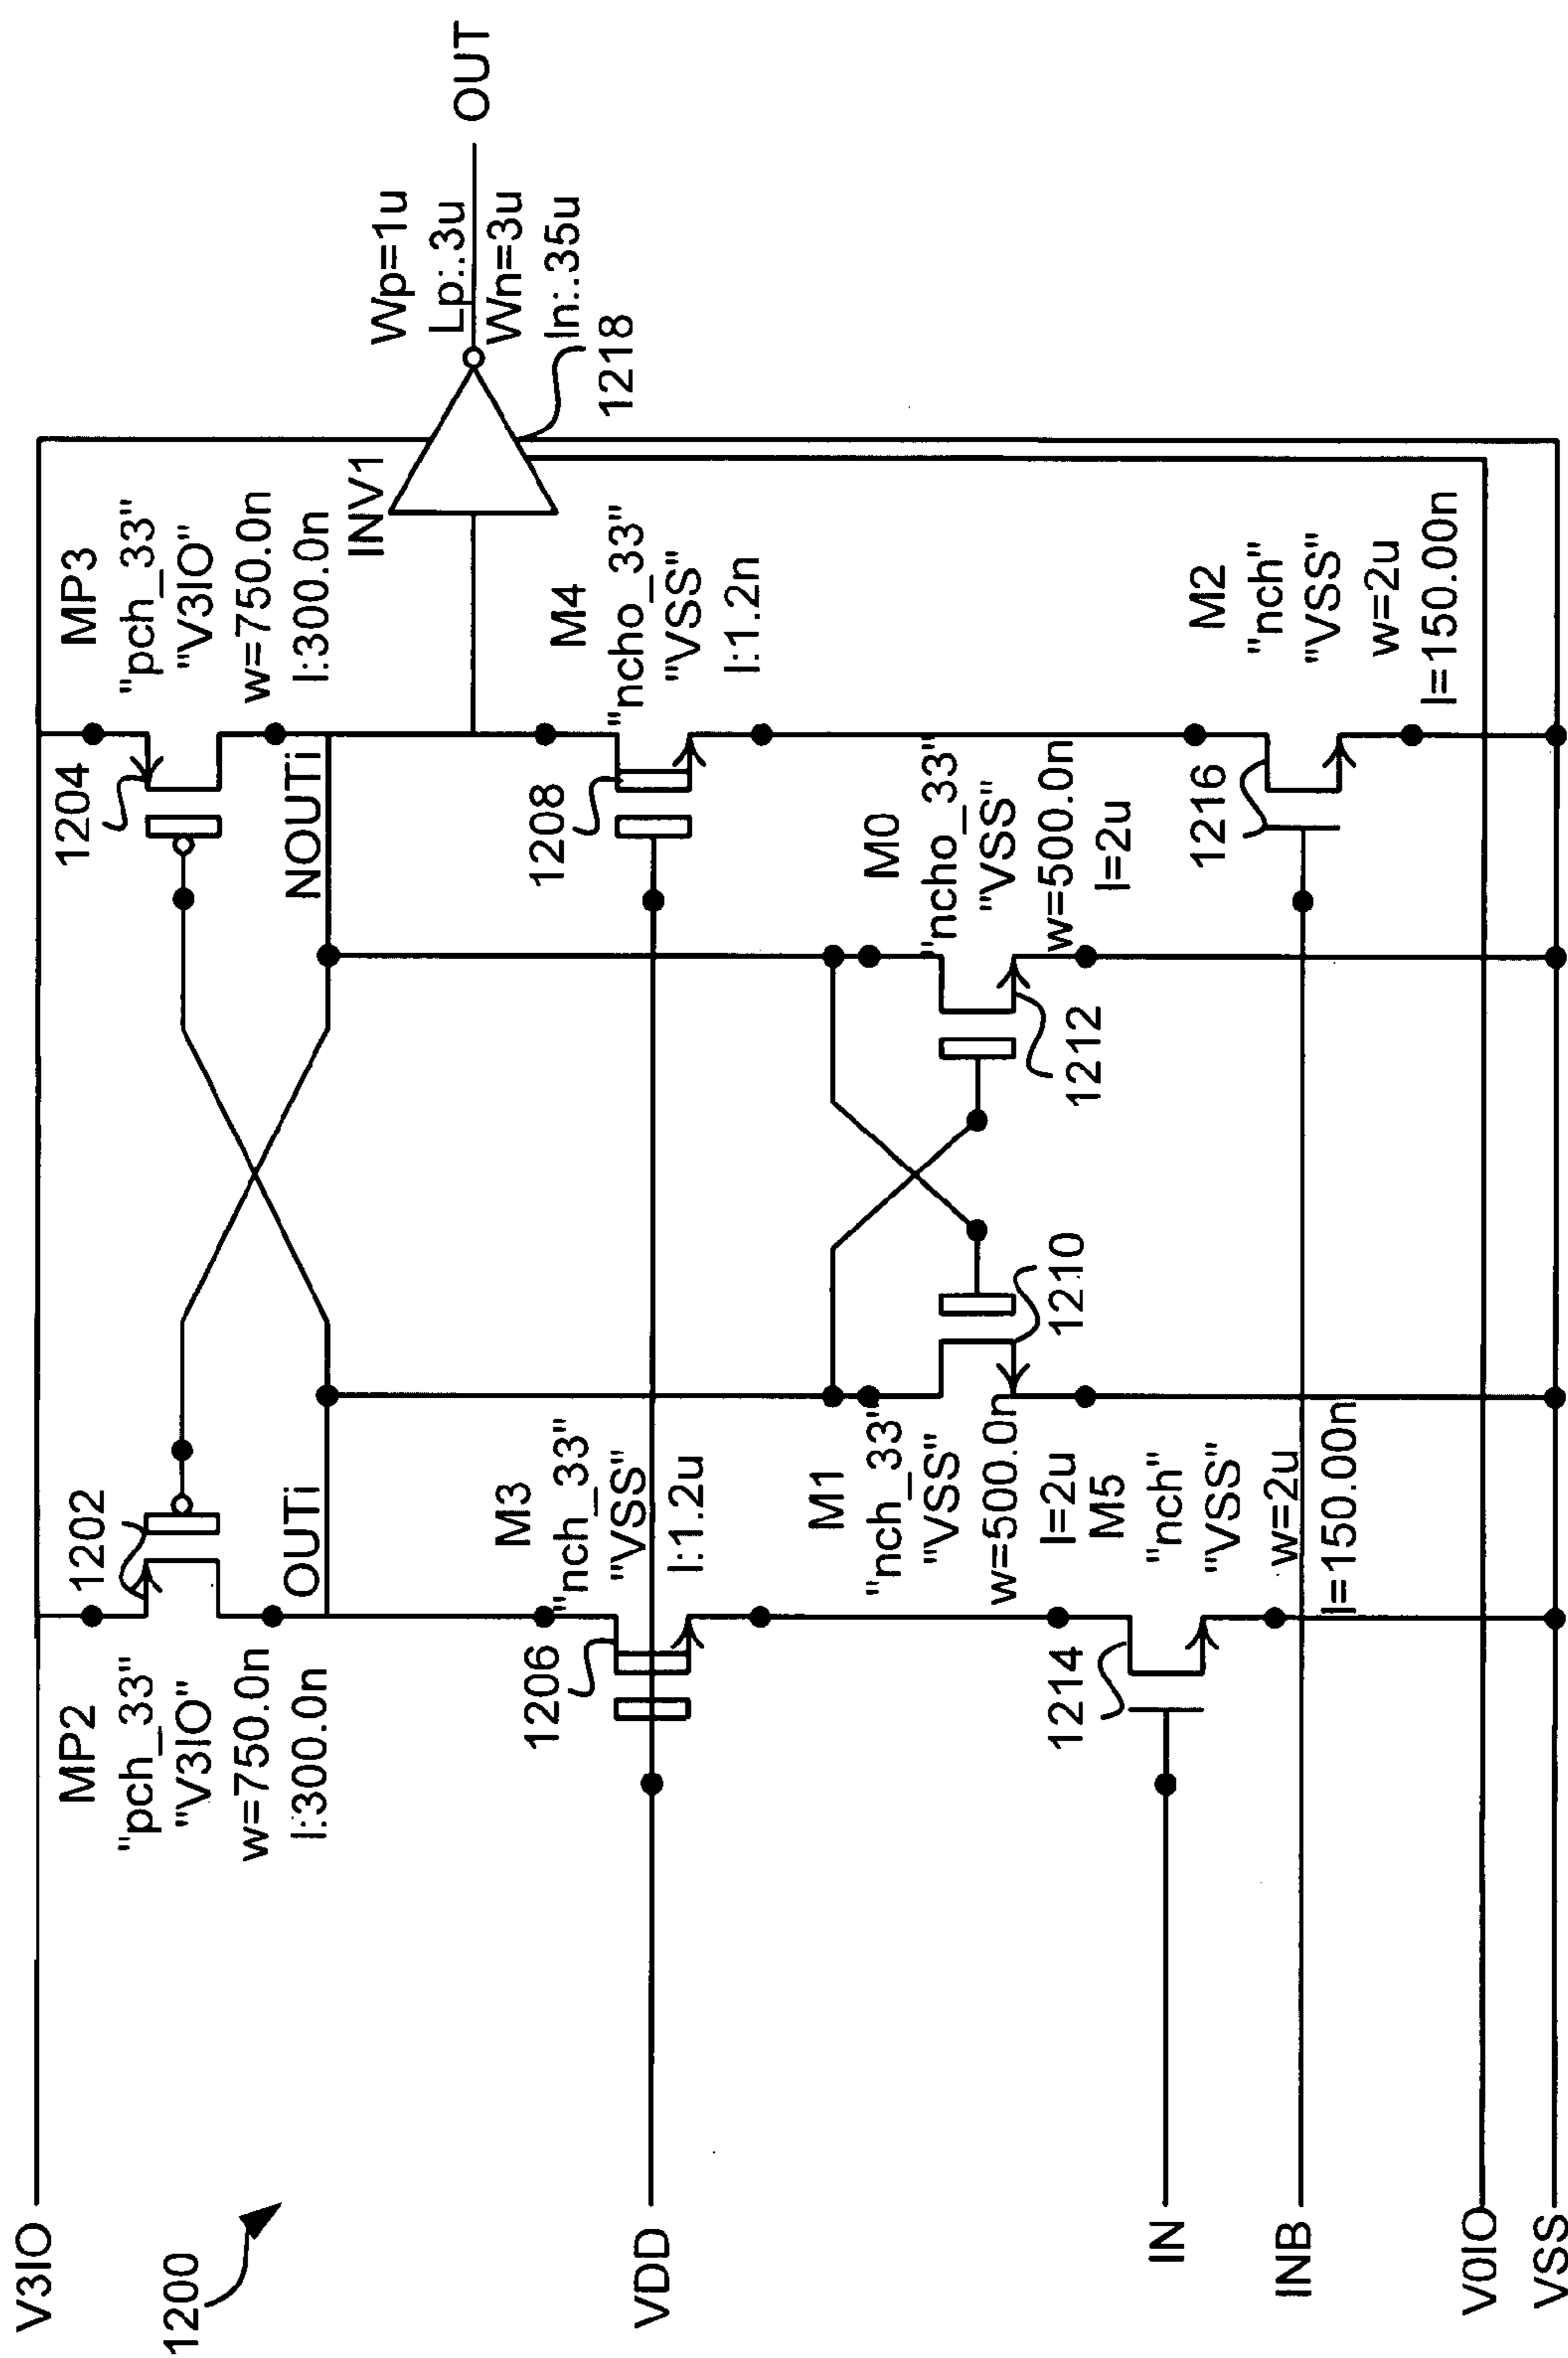 1200
V3IO
VDD
IN
INB
V0IO
VSS
MP2
"pch_33"
"V3IO"
w=750.0n
l:300.0n
1202
OUTi
MP3
"pch_33"
"V3IO"
w=750.0n
l:300.0n
1204
NOUTi
INV1
Wp=1u
Lp:.3u
Wn=3u
ln:.35u
1218
OUT
1206
M3
"nch_33"
"VSS"
l:1.2u
1208
M4
"ncho_33"
"VSS"
l:1.2n
M1
"nch_33"
"VSS"
w=500.0n
l=2u
1210
M0
"ncho_33"
"VSS"
w=500.0n
l=2u
1212
1214
M5
"nch"
"VSS"
w=2u
l=150.00n
1216
M2
"nch"
"VSS"
w=2u
l=150.00n